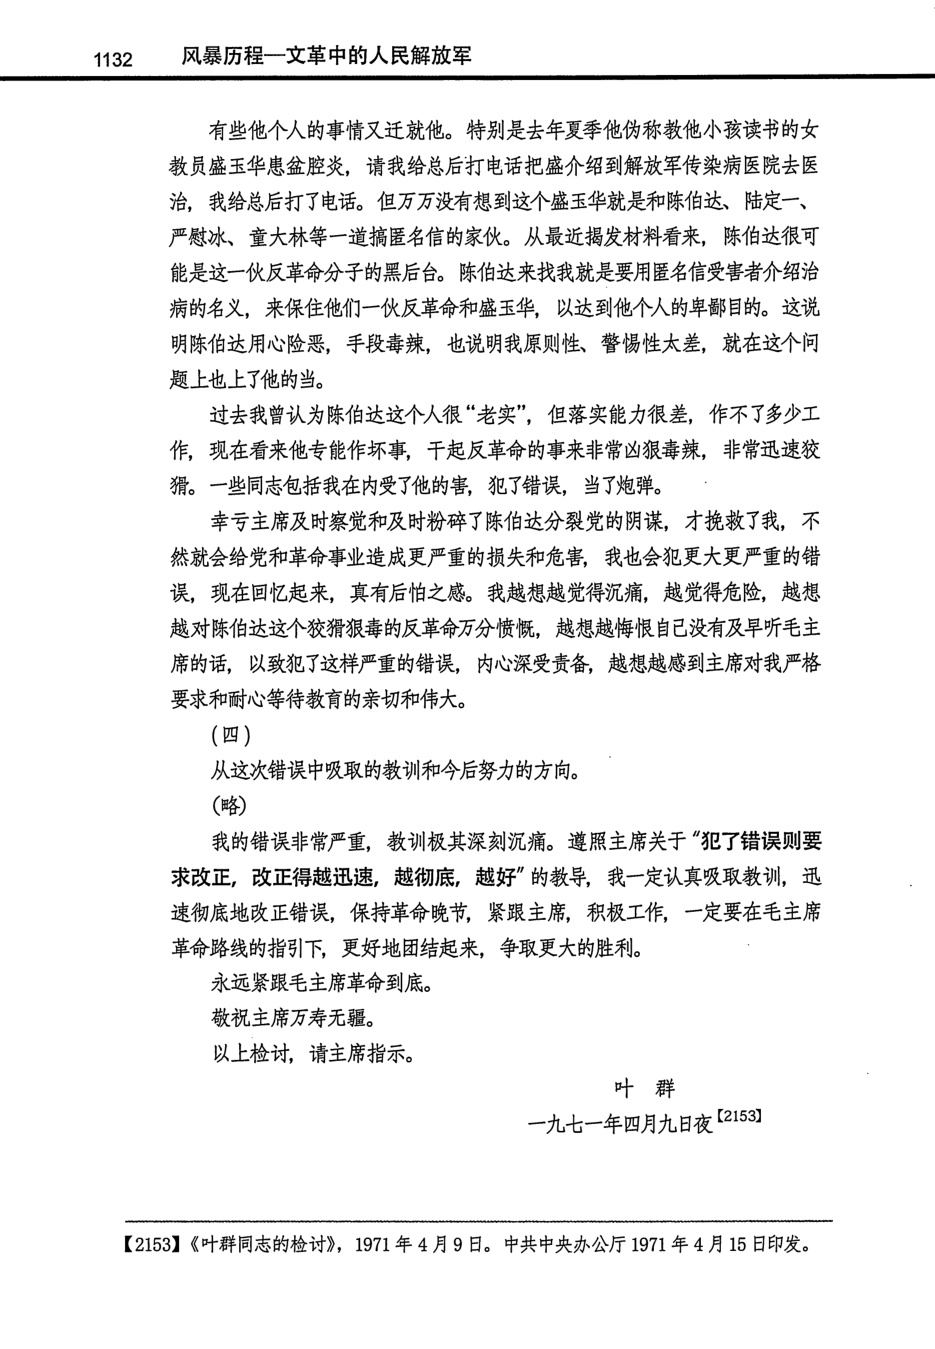 1132 风暴历程—文革中的人民解放军
有些他个人的事情又迁就他。特别是去年夏季他伪称教他小孩读书的女
教员盛玉华患盆腔炎，请我给总后打电话把盛介绍到解放军传染病医院去医
治，我给总后打了电话。但万万没有想到这个盛玉华就是和陈伯达、陆定一、
严慰冰、童大林等一道搞匿名信的家伙。从最近揭发材料看来，陈伯达很可
能是这一伙反革命分子的黑后台。陈伯达来找我就是要用匿名信受害者介绍治
病的名义，来保住他们一伙反革命和盛玉华，以达到他个人的卑鄙目的。这说
明陈伯达用心险恶，手段毒辣，也说明我原则性、警惕性太差，就在这个问
题上也上了他的当。
过去我曾认为陈伯达这个人很“老实”，但落实能力很差，作不了多少工
作，现在看来他专能作坏事，干起反革命的事来非常凶狠毒辣，非常迅速狡
猾。一些同志包括我在内受了他的害，犯了错误，当了炮弹。
幸亏主席及时察觉和及时粉碎了陈伯达分裂党的阴谋，才挽救了我，不
然就会给党和革命事业造成更严重的损失和危害，我也会犯更大更严重的错
误，现在回忆起来，真有后怕之感。我越想越觉得沉痛，越觉得危险，越想
越对陈伯达这个狡猾狠毒的反革命万分愤慨，越想越悔恨自己没有及早听毛主
席的话，以致犯了这样严重的错误，内心深受责备，越想越感到主席对我严格
要求和耐心等待教育的亲切和伟大。
(四)
从这次错误中吸取的教训和今后努力的方向。
(略)
我的错误非常严重，教训极其深刻沉痛。遵照主席关于“犯了错误则要
求改正，改正得越迅速，越彻底，越好”的教导，我一定认真吸取教训，迅
速彻底地改正错误，保持革命晚节，紧跟主席，积极工作，一定要在毛主席
革命路线的指引下，更好地团结起来，争取更大的胜利。
永远紧跟毛主席革命到底。
敬祝主席万寿无疆。
以上检讨，请主席指示。
叶 群
一九七一年四月九日夜【2153】
【2153】《叶群同志的检讨》，1971 年 4 月 9 日。中共中央办公厅 1971 年 4 月 15 日印发。